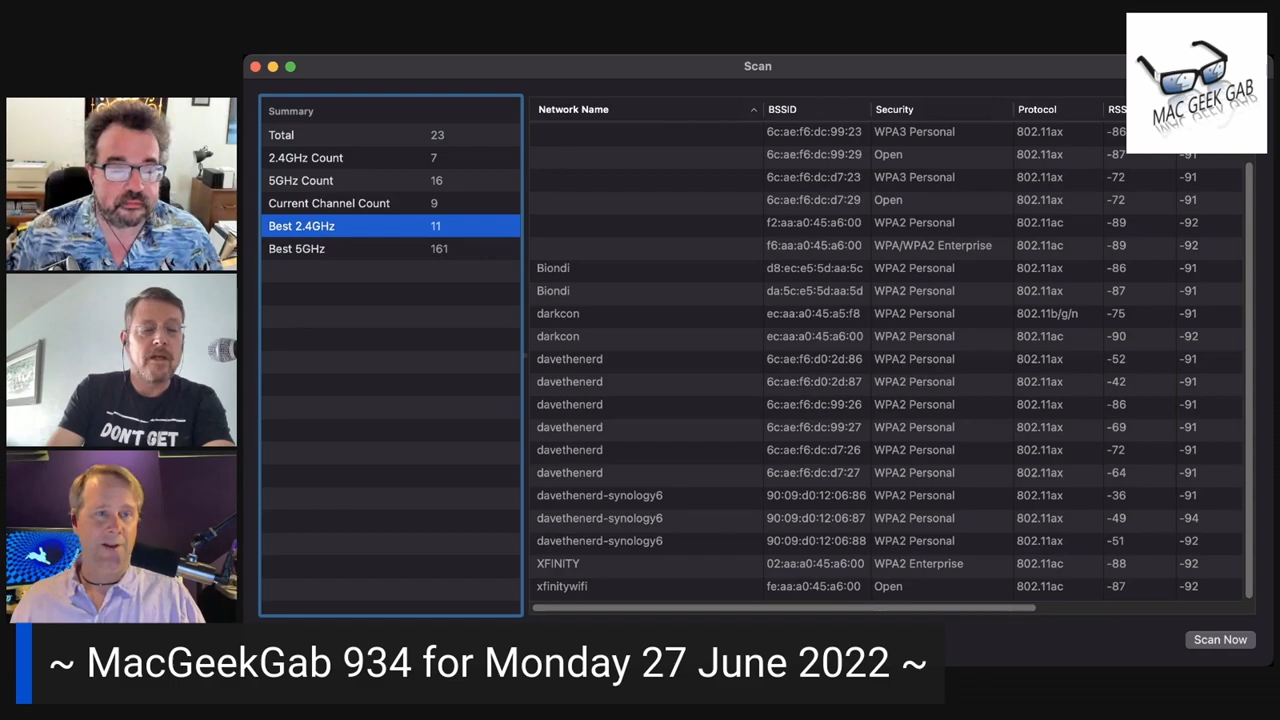 Scan
MAC GEEK GAB
Summary
Total 23
2.4GHz Count 7
5GHz Count 16
Current Channel Count 9
Best 2.4GHz 11
Best 5GHz 161
Network Name BSSID Security Protocol RSS
6c:ae:f6:dc:99:23 WPA3 Personal 802.11ax -86
6c:ae:f6:dc:99:29 Open 802.11ax -87 -91
6c:ae:f6:dc:d7:23 WPA3 Personal 802.11ax -72 -91
6c:ae:f6:dc:d7:29 Open 802.11ax -72 -91
f2:aa:a0:45:a6:00 WPA2 Personal 802.11ac -89 -92
f6:aa:a0:45:a6:00 WPA/WPA2 Enterprise 802.11ac -89 -92
Biondi d8:ec:e5:5d:aa:5c WPA2 Personal 802.11ac -86 -91
Biondi da:5c:e5:5d:aa:5d WPA2 Personal 802.11ac -87 -91
darkcon ec:aa:a0:45:a5:f8 WPA2 Personal 802.11b/g/n -75 -91
darkcon ec:aa:a0:45:a6:00 WPA2 Personal 802.11ac -90 -92
davethenerd 6c:ae:f6:d0:2d:86 WPA2 Personal 802.11ax -52 -91
davethenerd 6c:ae:f6:d0:2d:87 WPA2 Personal 802.11ax -42 -91
davethenerd 6c:ae:f6:dc:99:26 WPA2 Personal 802.11ax -86 -91
davethenerd 6c:ae:f6:dc:99:27 WPA2 Personal 802.11ax -69 -91
davethenerd 6c:ae:f6:dc:d7:26 WPA2 Personal 802.11ax -72 -91
davethenerd 6c:ae:f6:dc:d7:27 WPA2 Personal 802.11ax -64 -91
davethenerd-synology6 90:09:d0:12:06:86 WPA2 Personal 802.11ax -36 -91
davethenerd-synology6 90:09:d0:12:06:87 WPA2 Personal 802.11ax -49 -94
davethenerd-synology6 90:09:d0:12:06:88 WPA2 Personal 802.11ax -51 -92
XFINITY 02:aa:a0:45:a6:00 WPA2 Enterprise 802.11ac -88 -92
xfinitywifi fe:aa:a0:45:a6:00 Open 802.11ac -87 -92
Scan Now
DON'T GET
~ MacGeekGab 934 for Monday 27 June 2022 ~